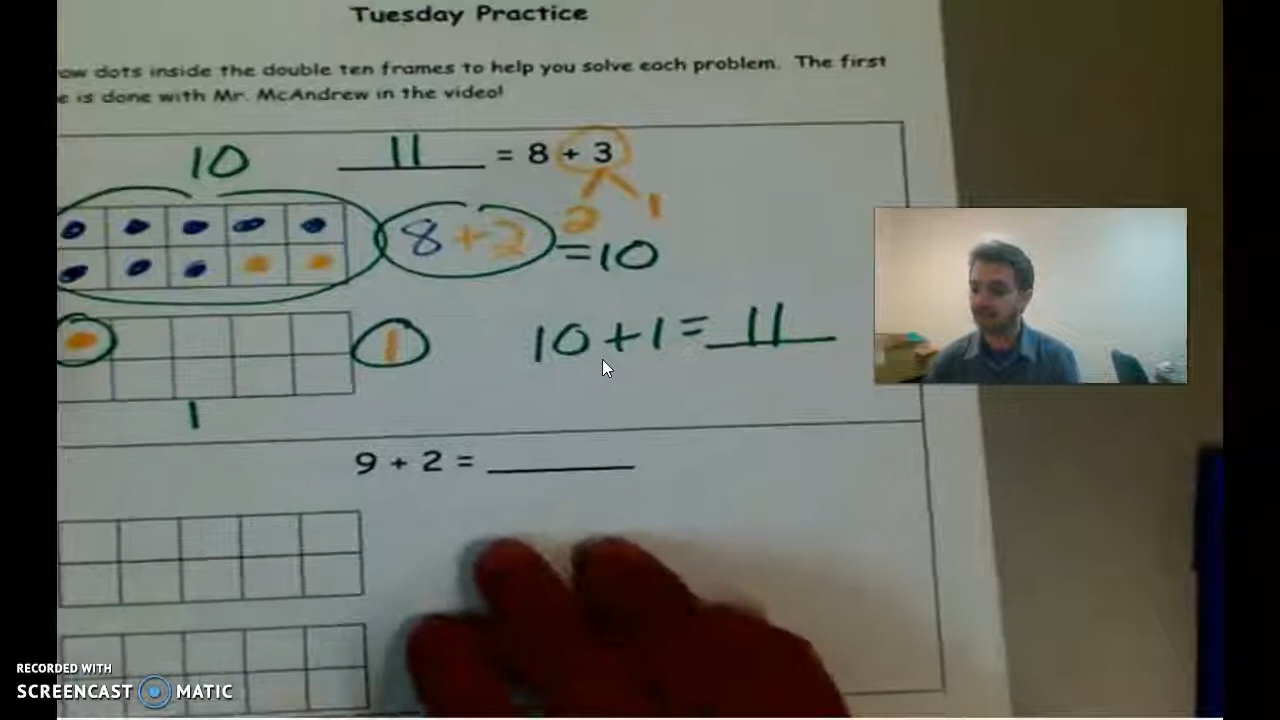 Tuesday Practice
ow dots inside the double ten frames to help you solve each problem. The first
e is done with Mr. McAndrew in the video!
10 11 = 8 + 3
2 1
8 + 2 = 10
1 10 + 1 = 11
1
9 + 2 =
RECORDED WITH
SCREENCAST MATIC